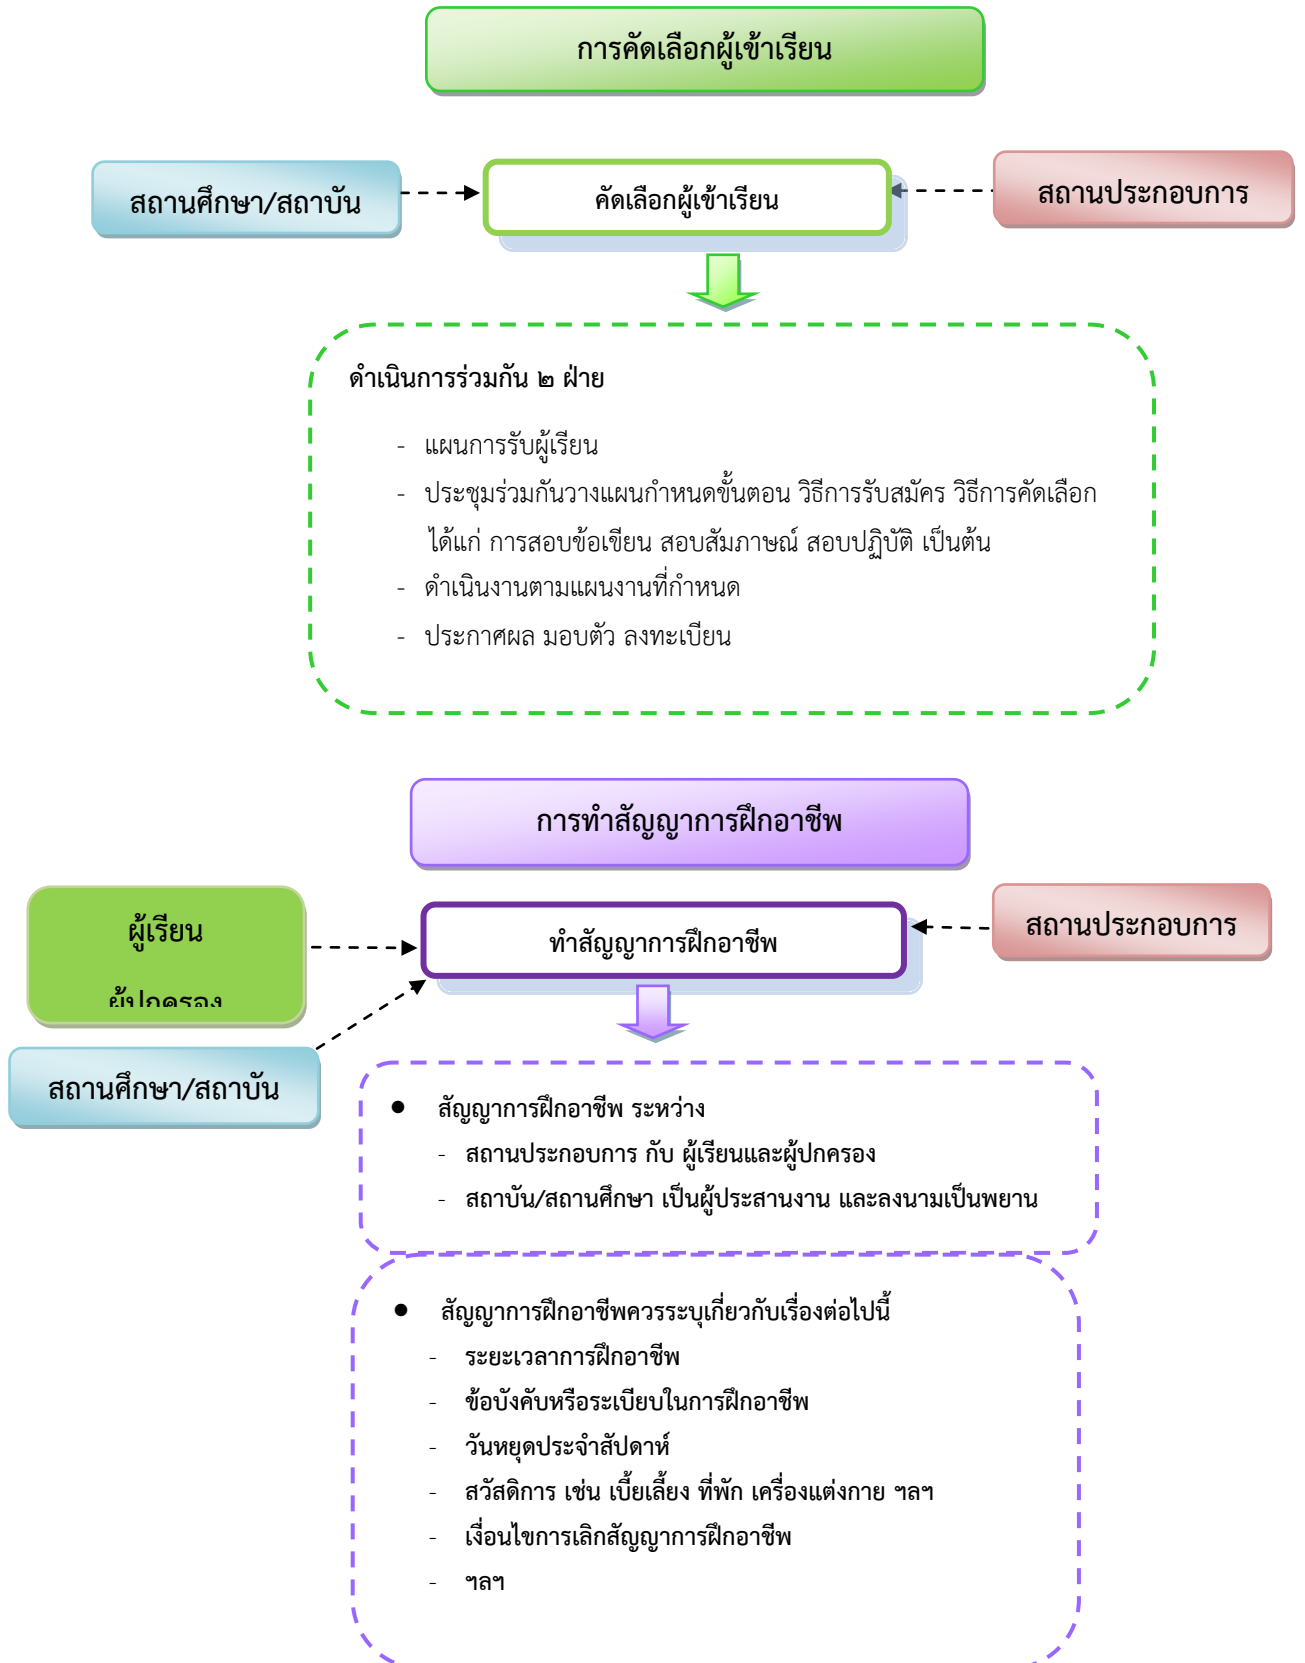 การคัดเลือกผู้เข้าเรียน
สถานศึกษา/สถาบัน
คัดเลือกผู้เข้าเรียน
สถานประกอบการ
ดำเนินการร่วมกัน ๒ ฝ่าย
- แผนการรับผู้เรียน
- ประชุมร่วมกันวางแผนกำหนดขั้นตอน วิธีการรับสมัคร วิธีการคัดเลือก
ได้แก่ การสอบข้อเขียน สอบสัมภาษณ์ สอบปฏิบัติ เป็นต้น
- ดำเนินงานตามแผนงานที่กำหนด
- ประกาศผล มอบตัว ลงทะเบียน
การทำสัญญาการฝึกอาชีพ
ผู้เรียน
ผู้ปกครอง
ทำสัญญาการฝึกอาชีพ
สถานประกอบการ
สถานศึกษา/สถาบัน
● สัญญาการฝึกอาชีพ ระหว่าง
- สถานประกอบการ กับ ผู้เรียนและผู้ปกครอง
- สถาบัน/สถานศึกษา เป็นผู้ประสานงาน และลงนามเป็นพยาน
● สัญญาการฝึกอาชีพควรระบุเกี่ยวกับเรื่องต่อไปนี้
- ระยะเวลาการฝึกอาชีพ
- ข้อบังคับหรือระเบียบในการฝึกอาชีพ
- วันหยุดประจำสัปดาห์
- สวัสดิการ เช่น เบี้ยเลี้ยง ที่พัก เครื่องแต่งกาย ฯลฯ
- เงื่อนไขการเลิกสัญญาการฝึกอาชีพ
- ฯลฯ